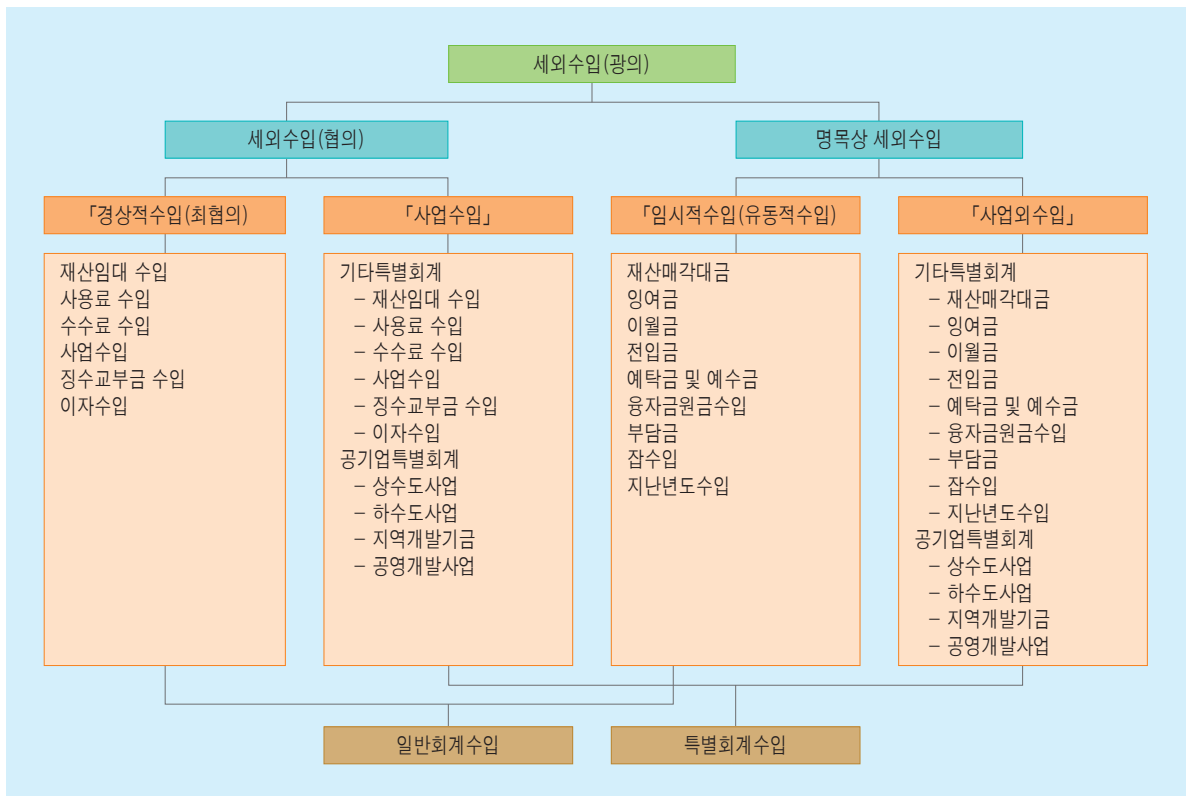 세외수입(광의)
세외수입(협의)
명목상 세외수입
「경상적수입(최협의)
「사업수입」
「임시적수입(유동적수입)
「사업외수입」
재산임대 수입
사용료 수입
수수료 수입
사업수입
징수교부금 수입
이자수입
기타특별회계
– 재산임대 수입
– 사용료 수입
– 수수료 수입
– 사업수입
– 징수교부금 수입
– 이자수입
공기업특별회계
– 상수도사업
– 하수도사업
– 지역개발기금
– 공영개발사업
재산매각대금
잉여금
이월금
전입금
예탁금 및 예수금
융자금원금수입
부담금
잡수입
지난년도수입
기타특별회계
– 재산매각대금
– 잉여금
– 이월금
– 전입금
– 예탁금 및 예수금
– 융자금원금수입
– 부담금
– 잡수입
– 지난년도수입
공기업특별회계
– 상수도사업
– 하수도사업
– 지역개발기금
– 공영개발사업
일반회계수입
특별회계수입